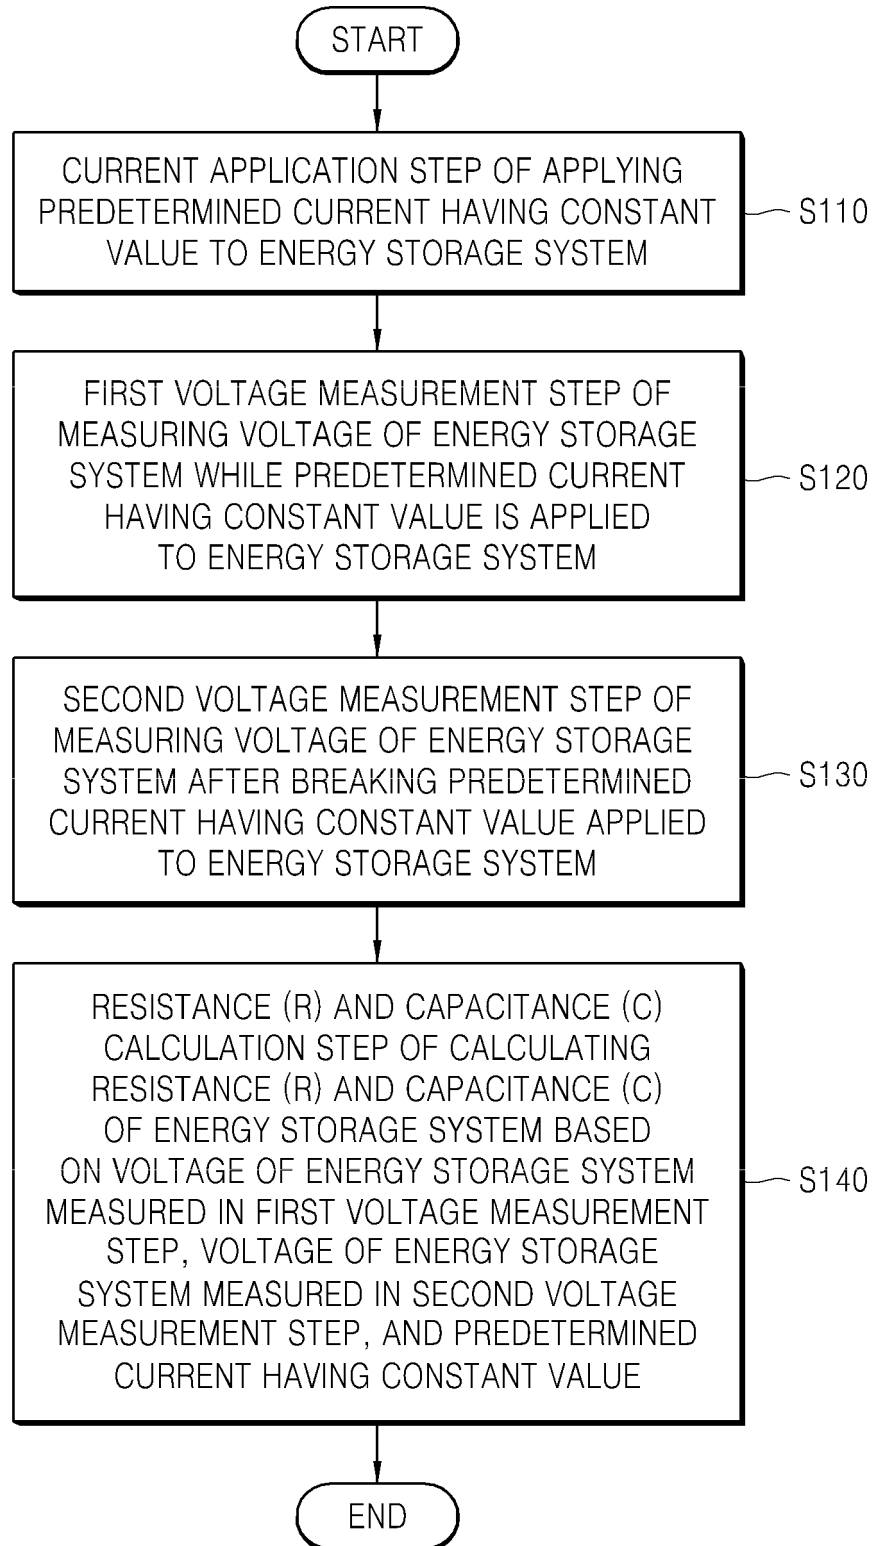 START
CURRENT APPLICATION STEP OF APPLYING
PREDETERMINED CURRENT HAVING CONSTANT
VALUE TO ENERGY STORAGE SYSTEM
S110
FIRST VOLTAGE MEASUREMENT STEP OF
MEASURING VOLTAGE OF ENERGY STORAGE
SYSTEM WHILE PREDETERMINED CURRENT
HAVING CONSTANT VALUE IS APPLIED
TO ENERGY STORAGE SYSTEM
S120
SECOND VOLTAGE MEASUREMENT STEP OF
MEASURING VOLTAGE OF ENERGY STORAGE
SYSTEM AFTER BREAKING PREDETERMINED
CURRENT HAVING CONSTANT VALUE APPLIED
TO ENERGY STORAGE SYSTEM
S130
RESISTANCE (R) AND CAPACITANCE (C)
CALCULATION STEP OF CALCULATING
RESISTANCE (R) AND CAPACITANCE (C)
OF ENERGY STORAGE SYSTEM BASED
ON VOLTAGE OF ENERGY STORAGE SYSTEM
MEASURED IN FIRST VOLTAGE MEASUREMENT
STEP, VOLTAGE OF ENERGY STORAGE
SYSTEM MEASURED IN SECOND VOLTAGE
MEASUREMENT STEP, AND PREDETERMINED
CURRENT HAVING CONSTANT VALUE
S140
END